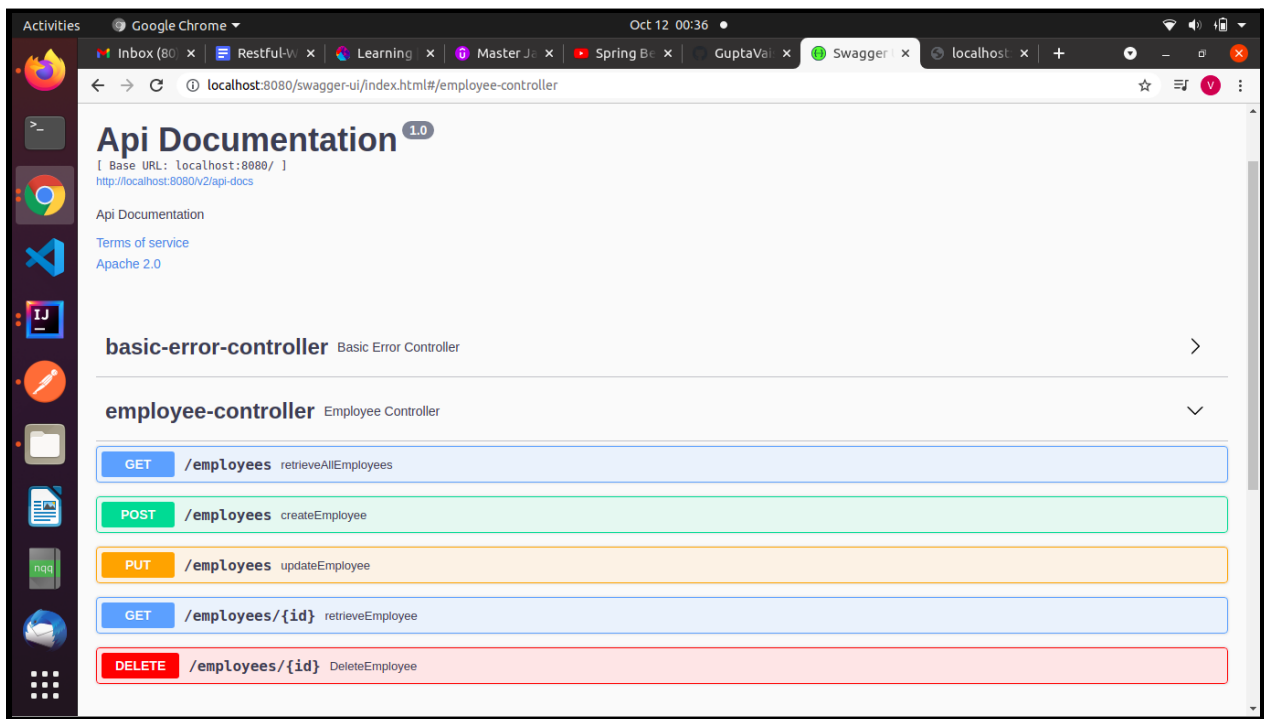 Activities Google Chrome Oct 12 00:36
Inbox (80) Restful-W Learning Master Ja Spring Be GuptaVai Swagger localhost:
localhost:8080/swagger-ui/index.html#/employee-controller V
Api Documentation 1.0
[ Base URL: localhost:8080/ ]
http://localhost:8080/v2/api-docs
Api Documentation
Terms of service
Apache 2.0
basic-error-controller Basic Error Controller
employee-controller Employee Controller
GET /employees retrieveAllEmployees
POST /employees createEmployee
PUT /employees updateEmployee
GET /employees/{id} retrieveEmployee
DELETE /employees/{id} DeleteEmployee
>_
IJ
nqq